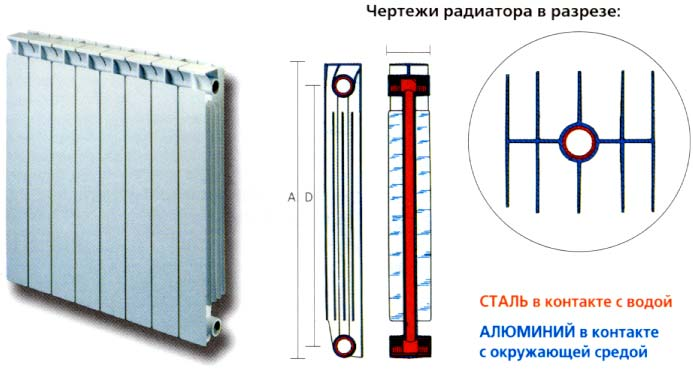 Чертежи радиатора в разрезе:
A
D
СТАЛЬ в контакте с водой
АЛЮМИНИЙ в контакте
с окружающей средой